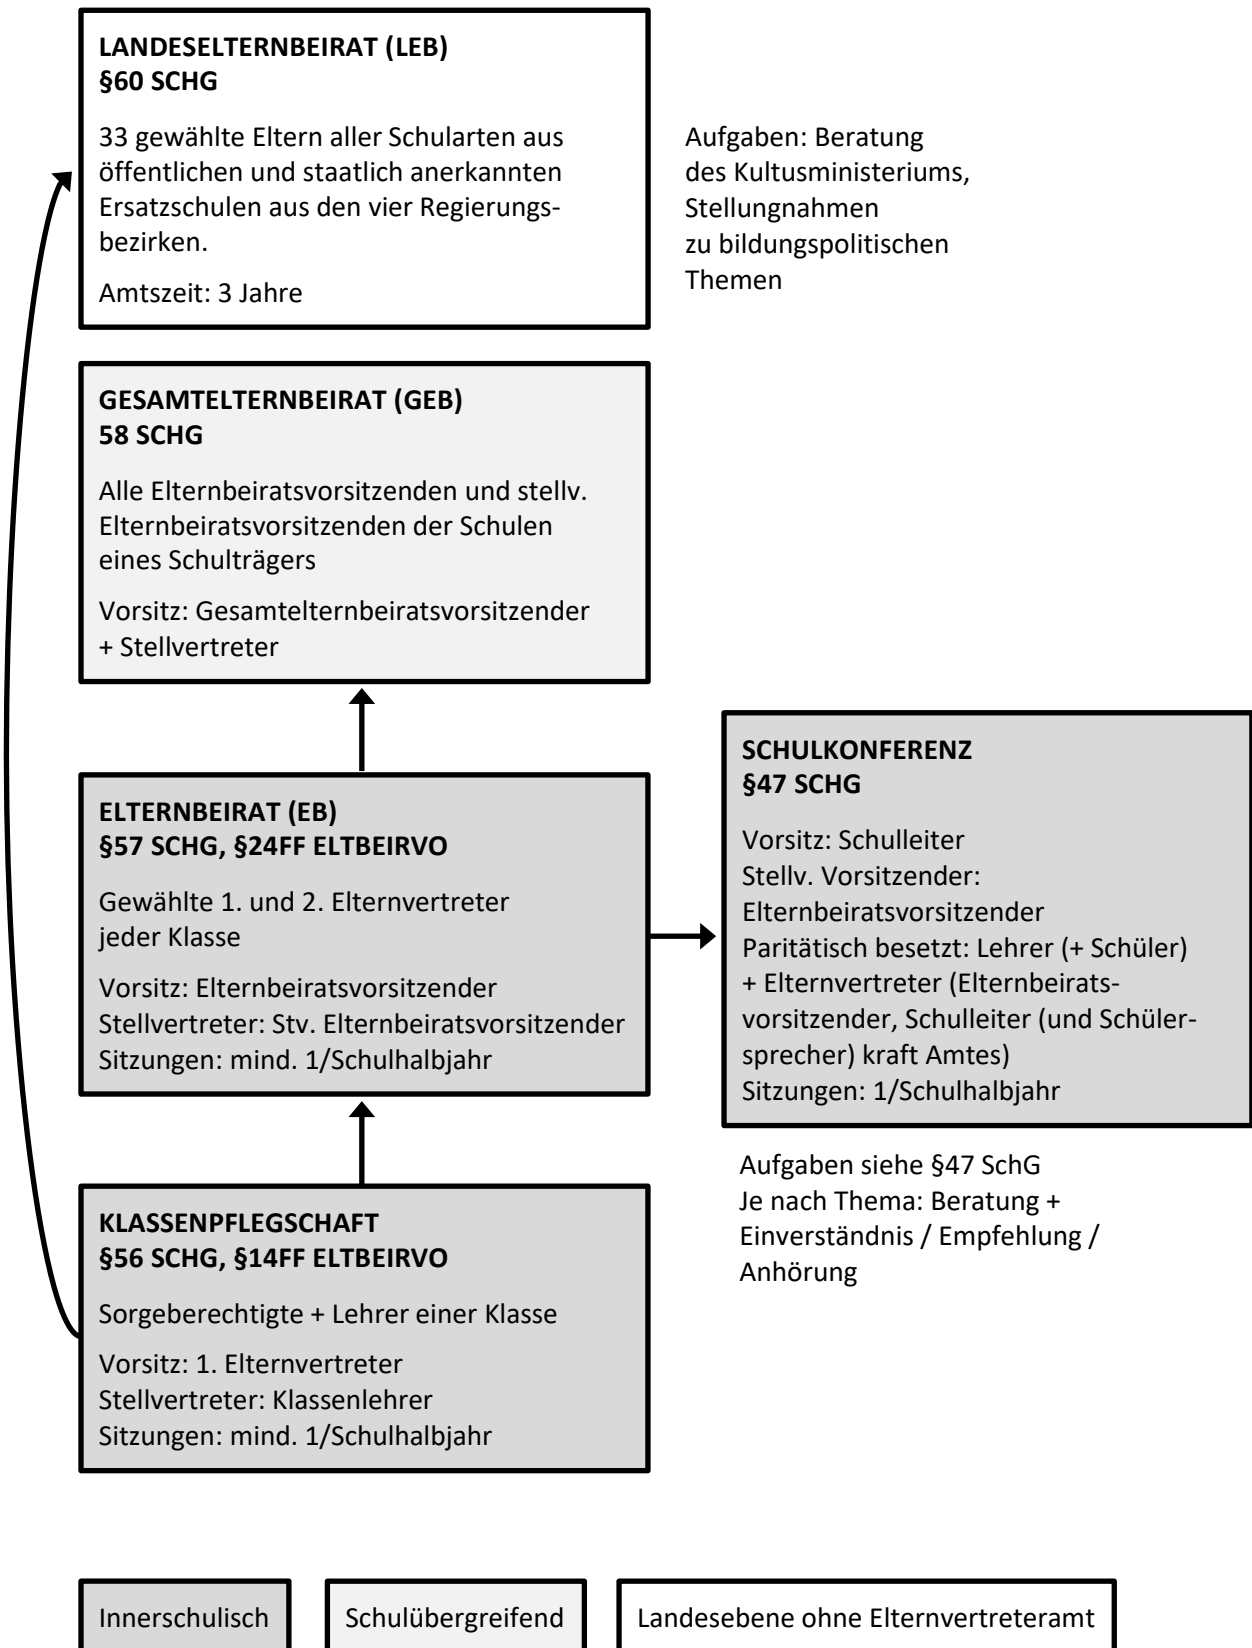 LANDESELTERNBEIRAT (LEB)
§60 SCHG
33 gewählte Eltern aller Schularten aus
öffentlichen und staatlich anerkannten
Ersatzschulen aus den vier Regierungs-
bezirken.
Amtszeit: 3 Jahre
Aufgaben: Beratung
des Kultusministeriums,
Stellungnahmen
zu bildungspolitischen
Themen
GESAMTELTERNBEIRAT (GEB)
58 SCHG
Alle Elternbeiratsvorsitzenden und stellv.
Elternbeiratsvorsitzenden der Schulen
eines Schulträgers
Vorsitz: Gesamtelternbeiratsvorsitzender
+ Stellvertreter
ELTERNBEIRAT (EB)
§57 SCHG, §24FF ELTBEIRVO
Gewählte 1. und 2. Elternvertreter
jeder Klasse
Vorsitz: Elternbeiratsvorsitzender
Stellvertreter: Stv. Elternbeiratsvorsitzender
Sitzungen: mind. 1/Schulhalbjahr
SCHULKONFERENZ
§47 SCHG
Vorsitz: Schulleiter
Stellv. Vorsitzender:
Elternbeiratsvorsitzender
Paritätisch besetzt: Lehrer (+ Schüler)
+ Elternvertreter (Elternbeirats-
vorsitzender, Schulleiter (und Schüler-
sprecher) kraft Amtes)
Sitzungen: 1/Schulhalbjahr
Aufgaben siehe §47 SchG
Je nach Thema: Beratung +
Einverständnis / Empfehlung /
Anhörung
KLASSENPFLEGSCHAFT
§56 SCHG, §14FF ELTBEIRVO
Sorgeberechtigte + Lehrer einer Klasse
Vorsitz: 1. Elternvertreter
Stellvertreter: Klassenlehrer
Sitzungen: mind. 1/Schulhalbjahr
Innerschulisch
Schulübergreifend
Landesebene ohne Elternvertreteramt